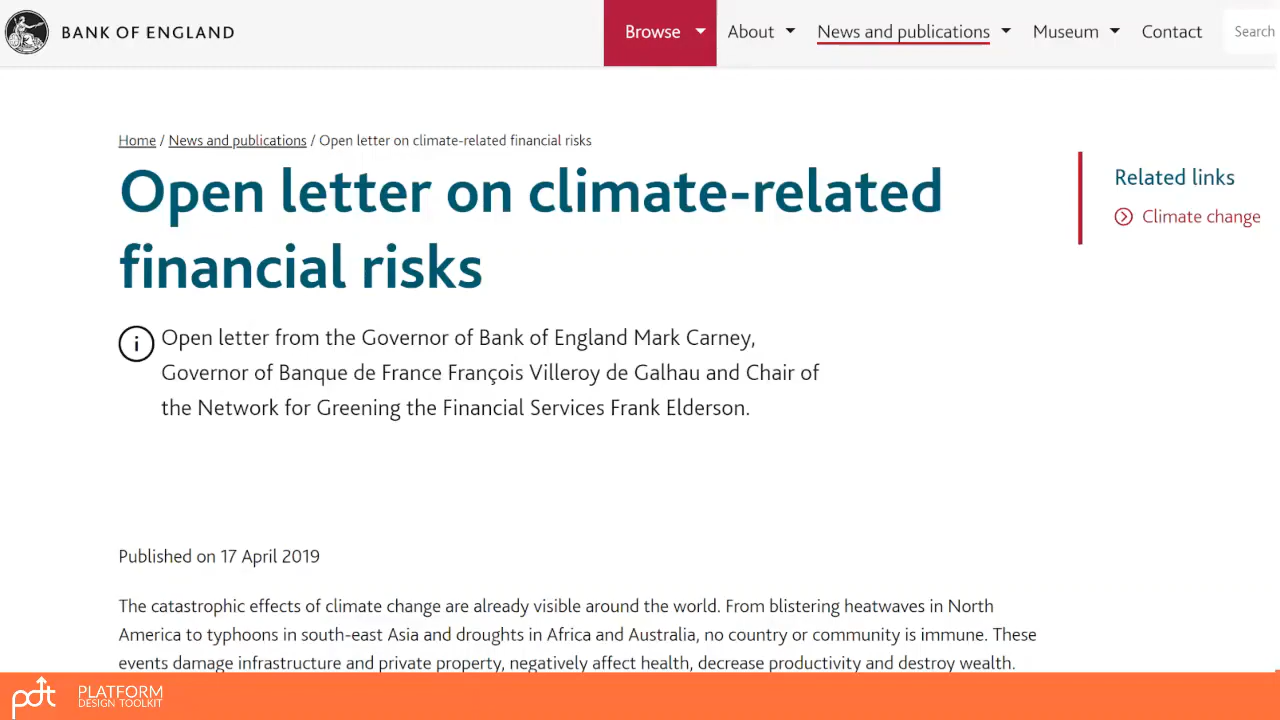 BANK OF ENGLAND
Browse
About
News and publications
Museum
Contact
Search
Home / News and publications / Open letter on climate-related financial risks
Open letter on climate-related
financial risks
Related links
Climate change
i
Open letter from the Governor of Bank of England Mark Carney,
Governor of Banque de France François Villeroy de Galhau and Chair of
the Network for Greening the Financial Services Frank Elderson.
Published on 17 April 2019
The catastrophic effects of climate change are already visible around the world. From blistering heatwaves in North
America to typhoons in south-east Asia and droughts in Africa and Australia, no country or community is immune. These
events damage infrastructure and private property, negatively affect health, decrease productivity and destroy wealth.
pdt
PLATFORM
DESIGN TOOLKIT